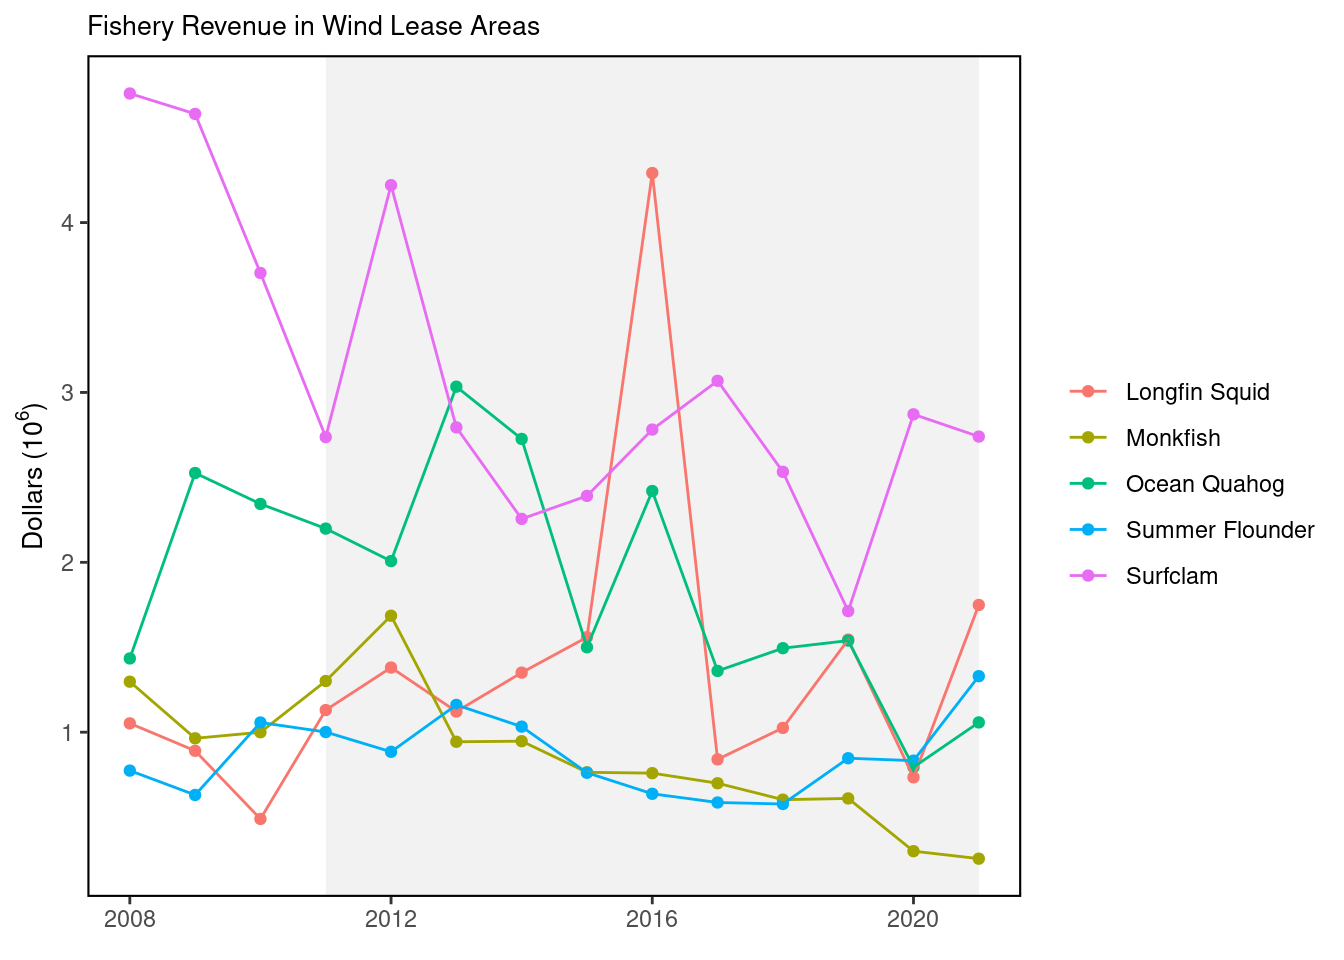 Fishery Revenue in Wind Lease Areas
Dollars (10⁶)
4
3
2
1
2008 2012 2016 2020
Longfin Squid
Monkfish
Ocean Quahog
Summer Flounder
Surfclam